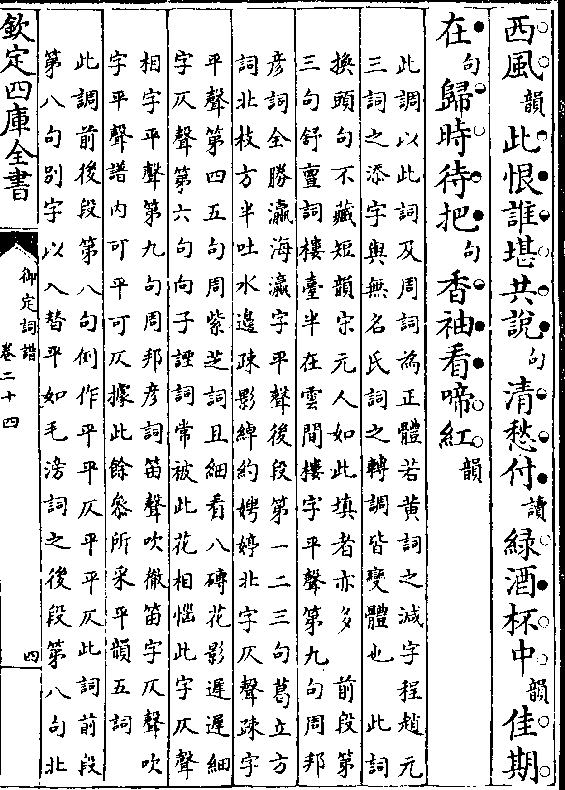 西風韻此恨誰堪共說句清愁付讀綠酒杯中韻佳期
在句歸時待把句香袖看啼紅韻
此調以此詞及周詞為正體若黃詞之減字程趙元
三詞之添字與無名氏詞之轉調皆變體也　此詞
換頭句不藏短韻宋元人如此填者亦多　前段第
三句舒亶詞樓臺半在雲間樓字平聲第九句周邦
彥詞全勝瀛海瀛字平聲後段第一二三句葛立方
詞北枝方半吐水邊疎影綽約娉婷北字仄聲疎字
平聲第四五句周紫芝詞且細看八磚花影遲遲細
字仄聲第六句向子諲詞常被此花相惱此字仄聲
相字平聲第九句周邦彥詞笛聲吹徹笛字仄聲吹
字平聲譜內可平可仄據此餘參所采平韻五詞
此調前後段第八句例作平平仄平平仄此詞前段
第八句別字以入替平如毛滂詞之後段第八句北
欽定四庫全書
御定詞譜
卷二十四
四